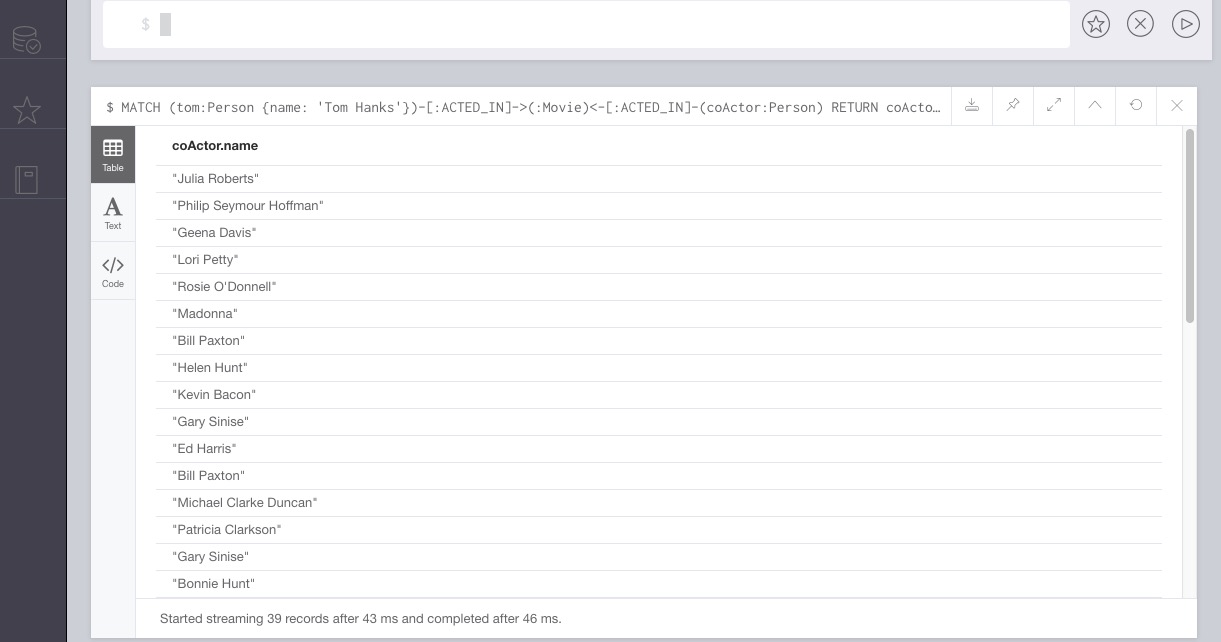 $
$ MATCH (tom:Person {name: 'Tom Hanks'})-[:ACTED_IN]->(:Movie)<-[:ACTED_IN]-(coActor:Person) RETURN coActo…
Table
Text
Code
coActor.name
"Julia Roberts"
"Philip Seymour Hoffman"
"Geena Davis"
"Lori Petty"
"Rosie O'Donnell"
"Madonna"
"Bill Paxton"
"Helen Hunt"
"Kevin Bacon"
"Gary Sinise"
"Ed Harris"
"Bill Paxton"
"Michael Clarke Duncan"
"Patricia Clarkson"
"Gary Sinise"
"Bonnie Hunt"
Started streaming 39 records after 43 ms and completed after 46 ms.